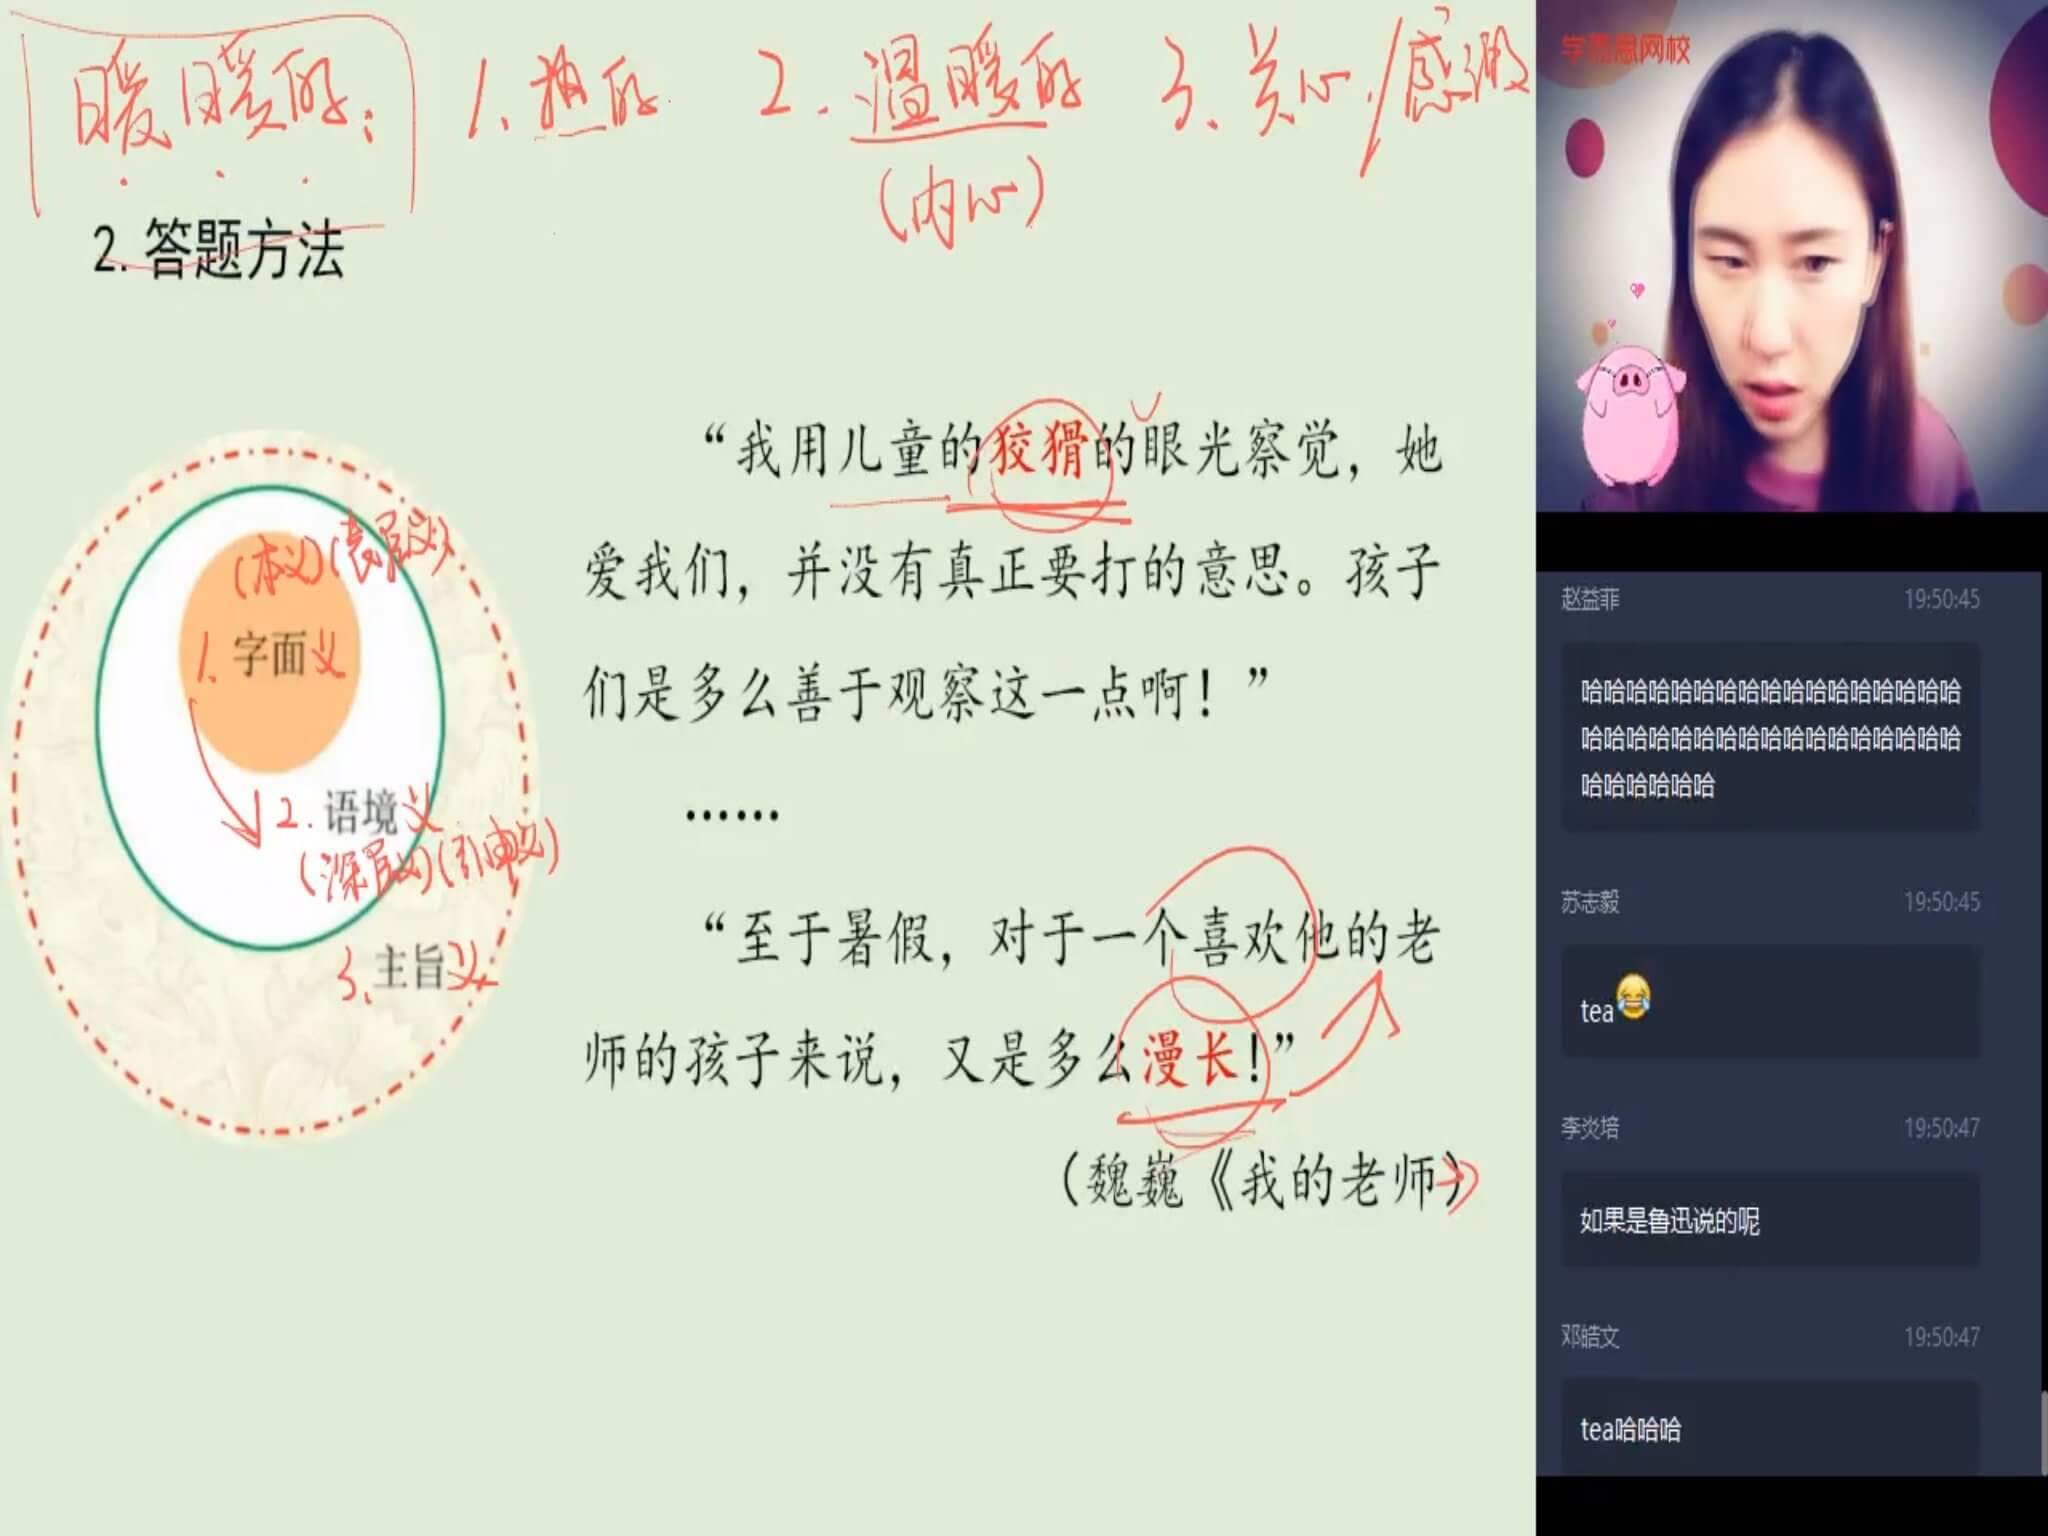 暖暖的：1.热的 2.温暖的 3.关心/感激
(内心)
2. 答题方法
“我用儿童的狡猾的眼光察觉，她
爱我们，并没有真正要打的意思。孩子
们是多么善于观察这一点啊！”
……
“至于暑假，对于一个喜欢他的老
师的孩子来说，又是多么漫长！”
（魏巍《我的老师》）
(本义)(表层义)
1.字面义
2.语境义
(深层义)(引申义)
3.主旨义
学而思网校
赵益菲 19:50:45
哈哈哈哈哈哈哈哈哈哈哈哈哈哈哈哈哈
哈哈哈哈哈哈哈哈哈哈哈哈哈哈哈哈哈
哈哈哈哈哈哈
苏志毅 19:50:45
tea😂
李炎培 19:50:47
如果是鲁迅说的呢
邓皓文 19:50:47
tea哈哈哈